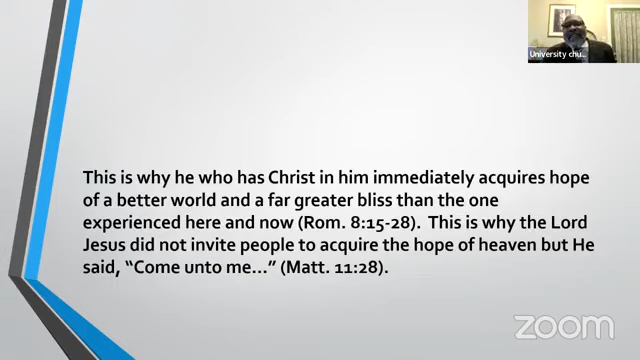 University chu...
This is why he who has Christ in him immediately acquires hope
of a better world and a far greater bliss than the one
experienced here and now (Rom. 8:15-28).  This is why the Lord
Jesus did not invite people to acquire the hope of heaven but He
said, “Come unto me…” (Matt. 11:28).
zoom